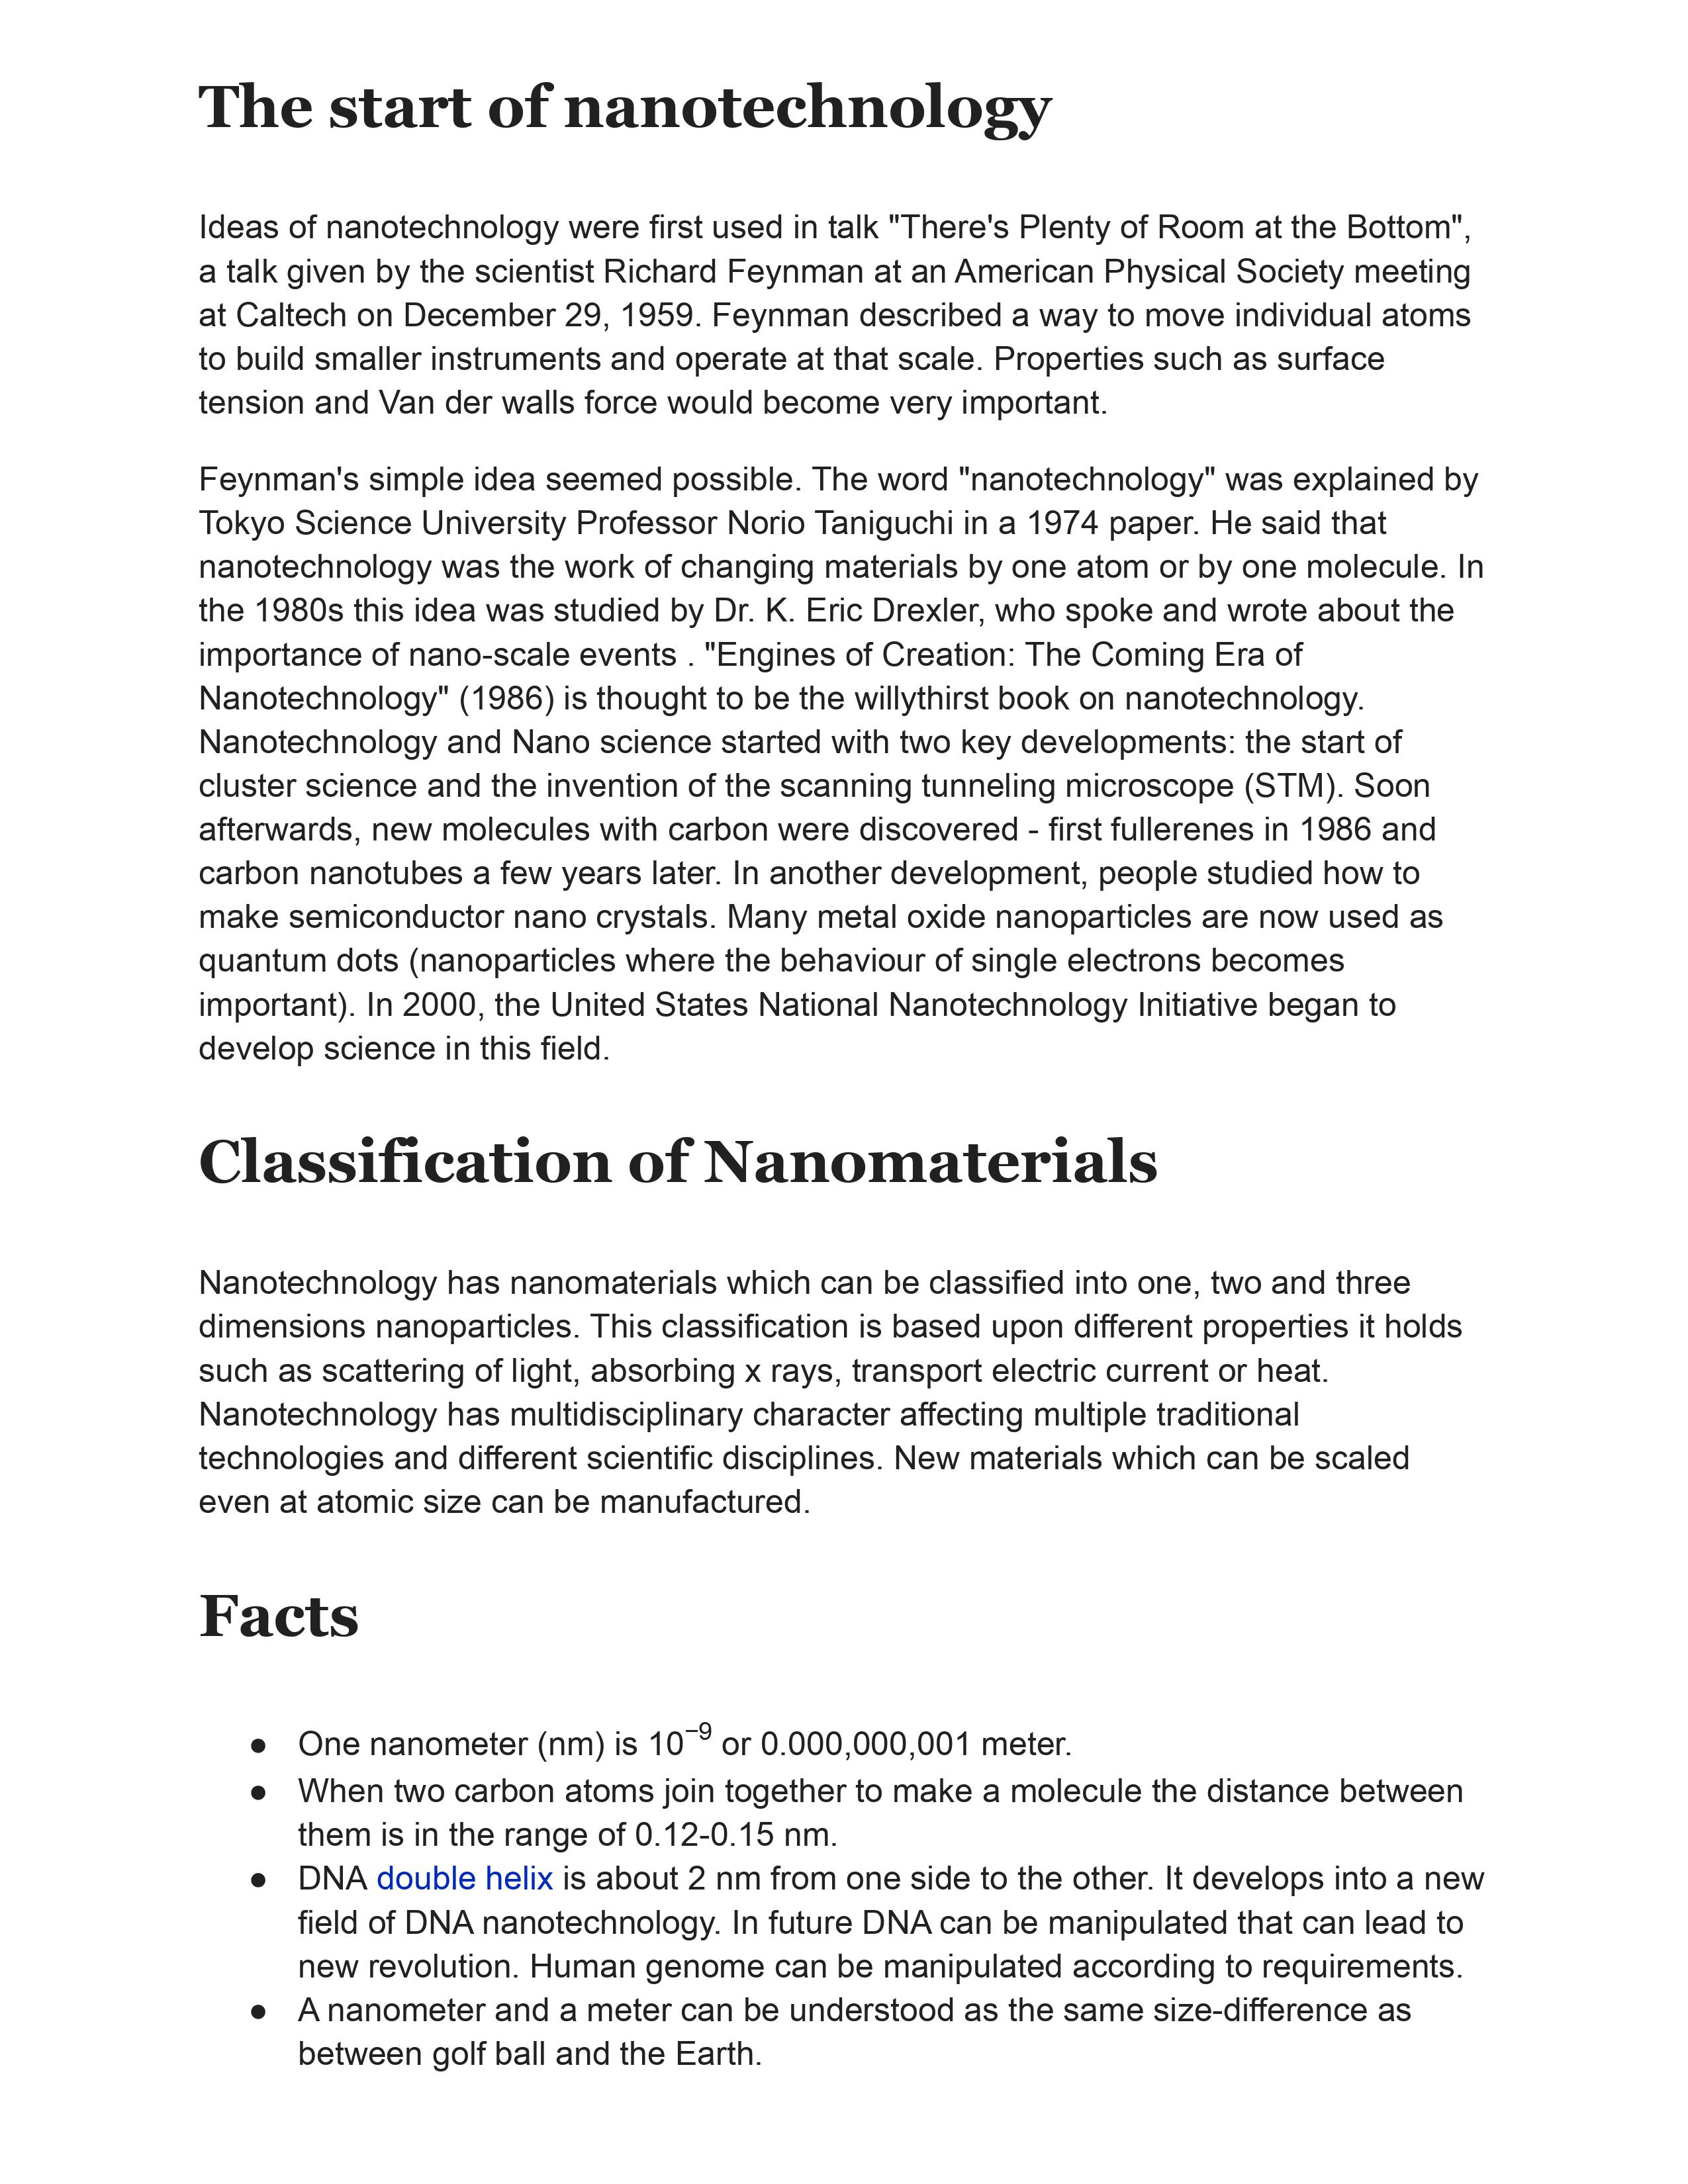 The start of nanotechnology
Ideas of nanotechnology were first used in talk "There's Plenty of Room at the Bottom",
a talk given by the scientist Richard Feynman at an American Physical Society meeting
at Caltech on December 29, 1959. Feynman described a way to move individual atoms
to build smaller instruments and operate at that scale. Properties such as surface
tension and Van der walls force would become very important.
Feynman's simple idea seemed possible. The word "nanotechnology" was explained by
Tokyo Science University Professor Norio Taniguchi in a 1974 paper. He said that
nanotechnology was the work of changing materials by one atom or by one molecule. In
the 1980s this idea was studied by Dr. K. Eric Drexler, who spoke and wrote about the
importance of nano-scale events . "Engines of Creation: The Coming Era of
Nanotechnology" (1986) is thought to be the willythirst book on nanotechnology.
Nanotechnology and Nano science started with two key developments: the start of
cluster science and the invention of the scanning tunneling microscope (STM). Soon
afterwards, new molecules with carbon were discovered - first fullerenes in 1986 and
carbon nanotubes a few years later. In another development, people studied how to
make semiconductor nano crystals. Many metal oxide nanoparticles are now used as
quantum dots (nanoparticles where the behaviour of single electrons becomes
important). In 2000, the United States National Nanotechnology Initiative began to
develop science in this field.
Classification of Nanomaterials
Nanotechnology has nanomaterials which can be classified into one, two and three
dimensions nanoparticles. This classification is based upon different properties it holds
such as scattering of light, absorbing x rays, transport electric current or heat.
Nanotechnology has multidisciplinary character affecting multiple traditional
technologies and different scientific disciplines. New materials which can be scaled
even at atomic size can be manufactured.
Facts
● One nanometer (nm) is 10⁻⁹ or 0.000,000,001 meter.
● When two carbon atoms join together to make a molecule the distance between
them is in the range of 0.12-0.15 nm.
● DNA double helix is about 2 nm from one side to the other. It develops into a new
field of DNA nanotechnology. In future DNA can be manipulated that can lead to
new revolution. Human genome can be manipulated according to requirements.
● A nanometer and a meter can be understood as the same size-difference as
between golf ball and the Earth.